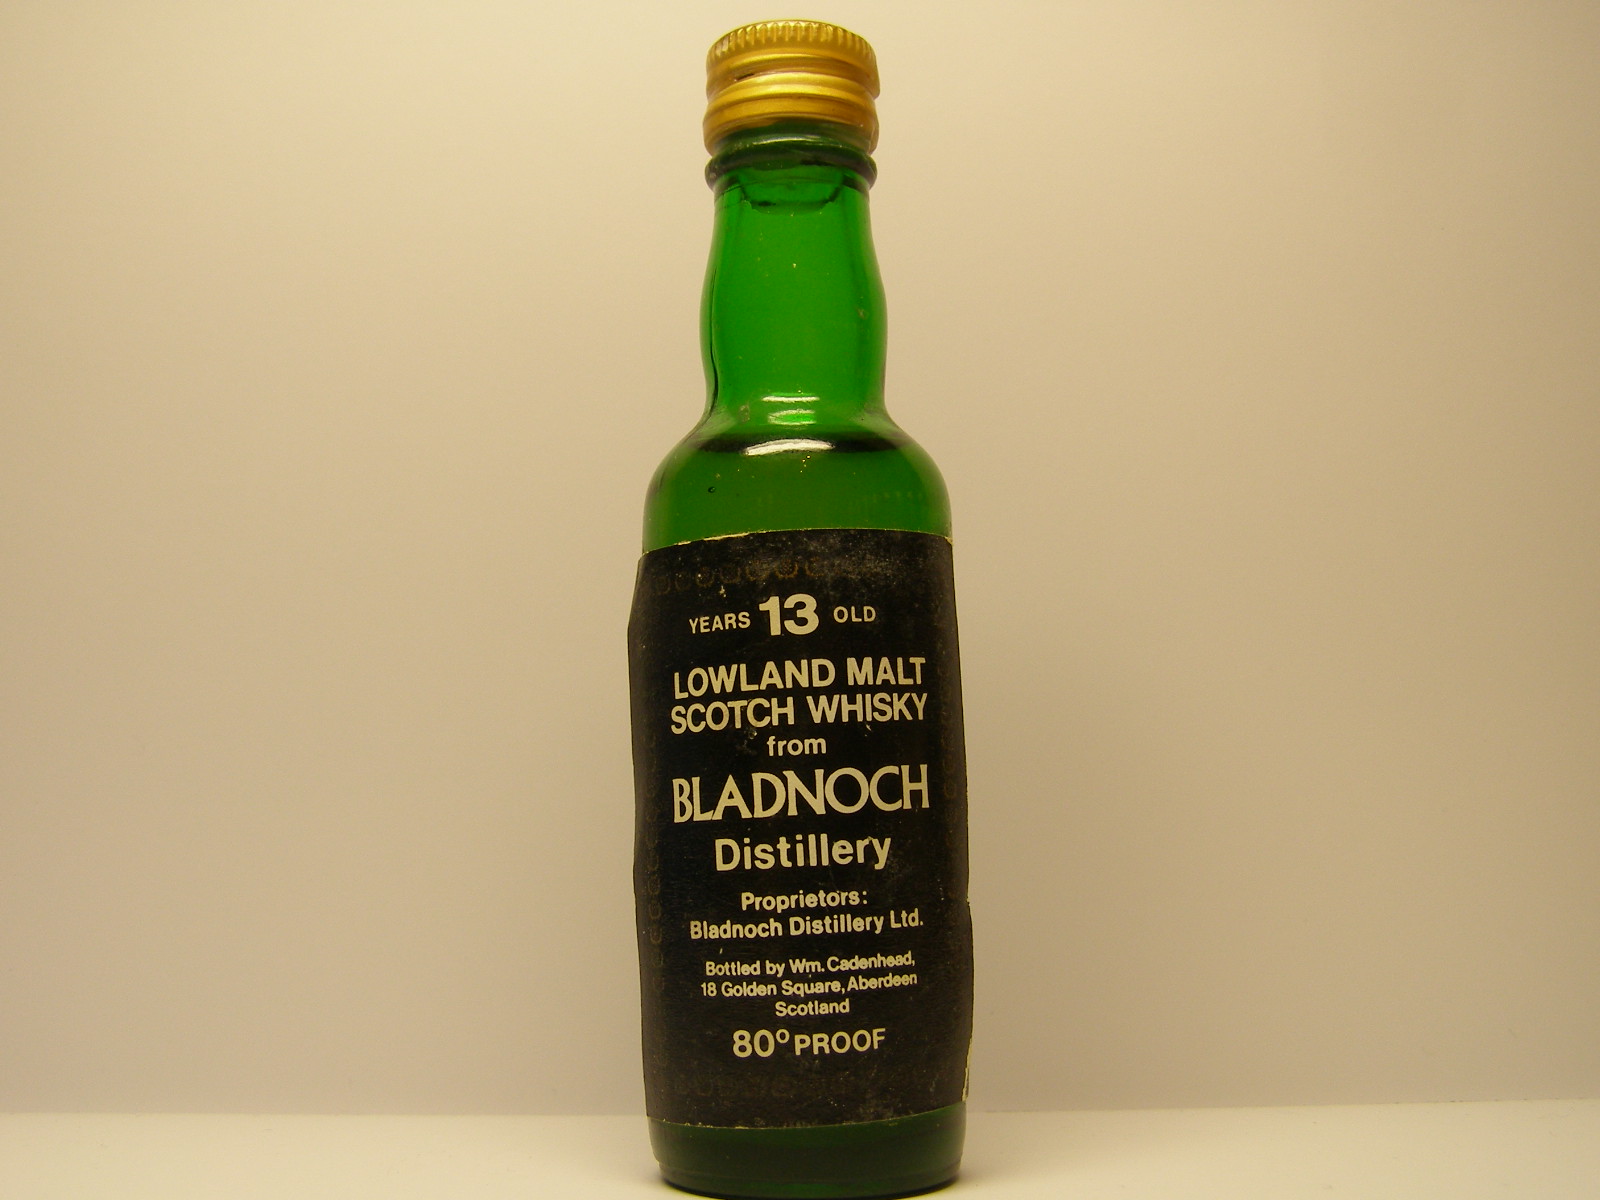 YEARS 13 OLD
LOWLAND MALT
SCOTCH WHISKY
from
BLADNOCH
Distillery
Proprietors:
Bladnoch Distillery Ltd.
Bottled by Wm. Cadenhead,
18 Golden Square, Aberdeen
Scotland
80º PROOF